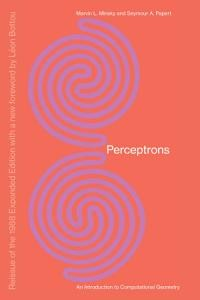 Marvin L. Minsky and Seymour A. Papert
Reissue of the 1988 Expanded Edition with a new foreword by Léon Bottou
Perceptrons
An Introduction to Computational Geometry